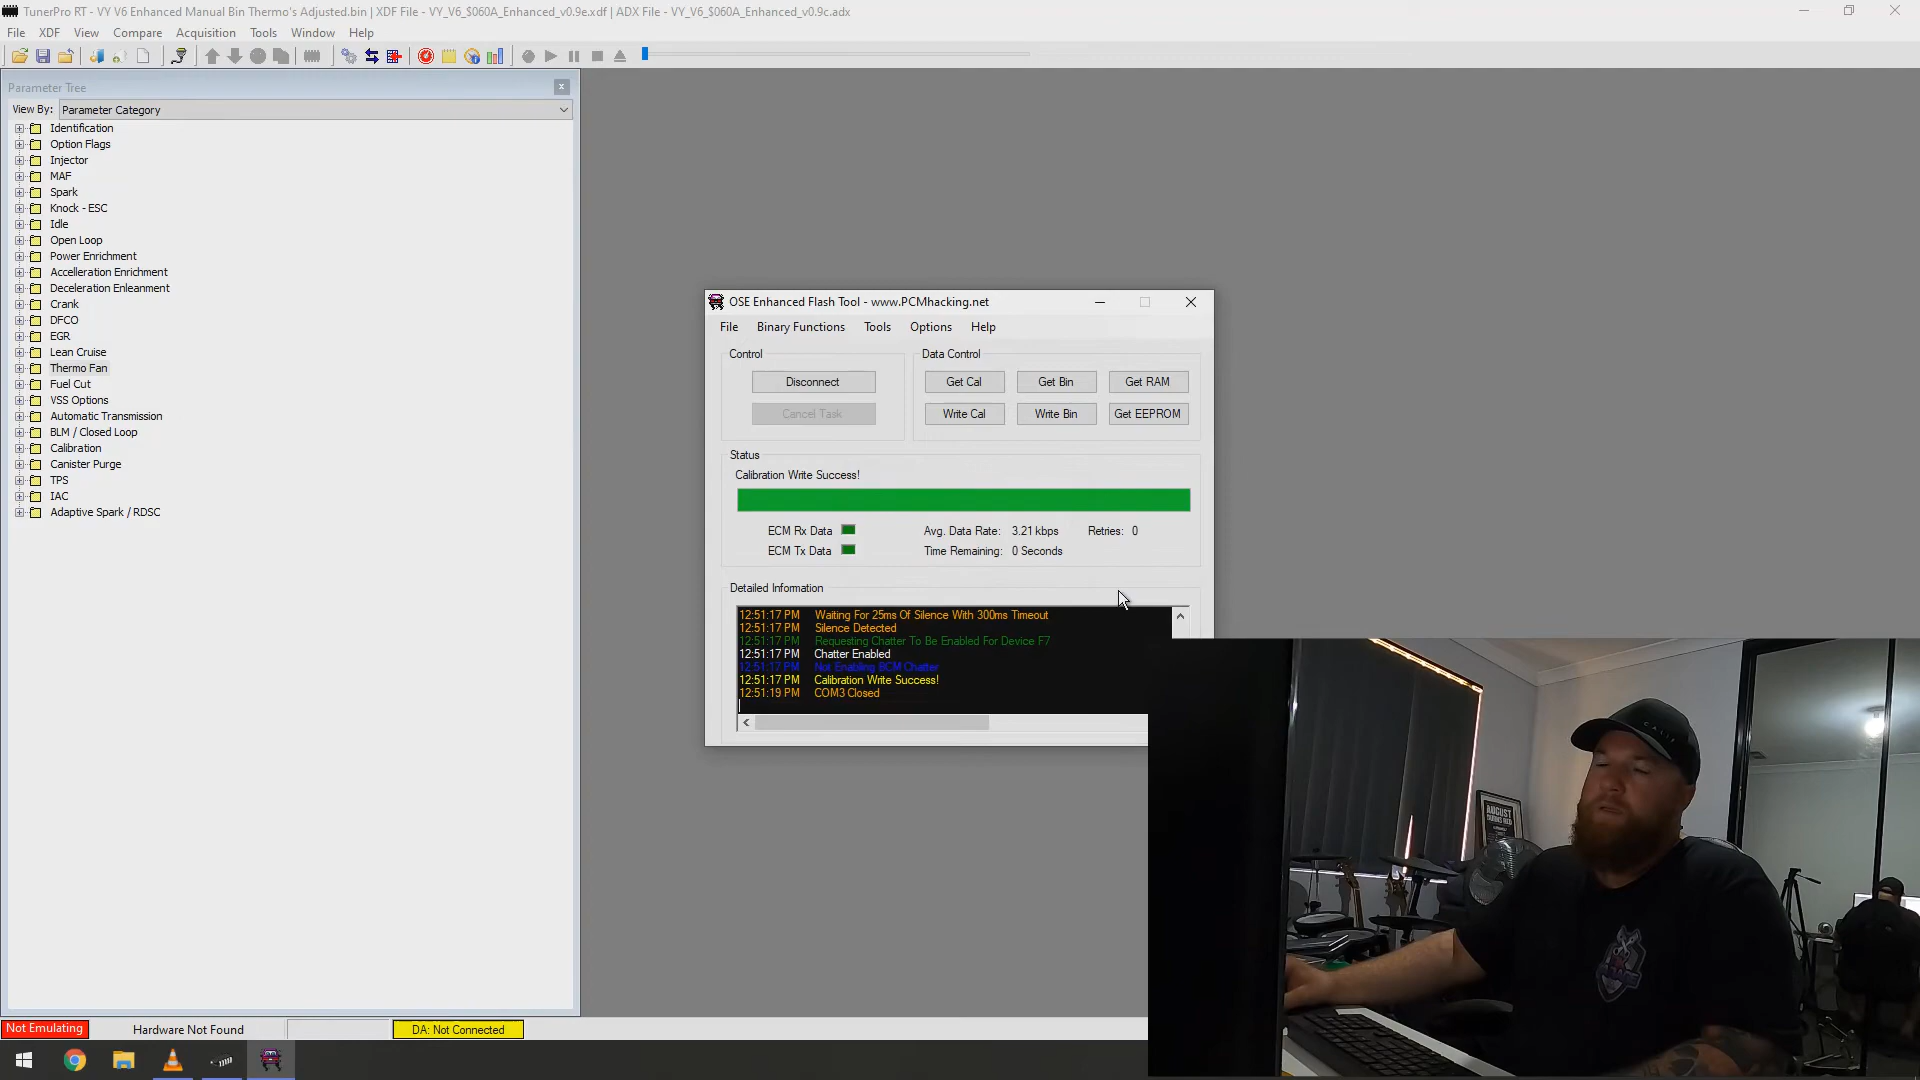 TunerPro RT - VY V6 Enhanced Manual Bin Thermo's Adjusted.bin | XDF File - VY_V6_$060A_Enhanced_v0.9e.xdf | ADX File - VY_V6_$060A_Enhanced_v0.9c.adx
File XDF View Compare Acquisition Tools Window Help
Parameter Tree
View By: Parameter Category
Identification
Option Flags
Injector
MAF
Spark
Knock - ESC
Idle
Open Loop
Power Enrichment
Accelleration Enrichment
Deceleration Enleanment
Crank
DFCO
EGR
Lean Cruise
Thermo Fan
Fuel Cut
VSS Options
Automatic Transmission
BLM / Closed Loop
Calibration
Canister Purge
TPS
IAC
Adaptive Spark / RDSC
OSE Enhanced Flash Tool - www.PCMhacking.net
File Binary Functions Tools Options Help
Control
Disconnect
Cancel Task
Data Control
Get Cal Get Bin Get RAM
Write Cal Write Bin Get EEPROM
Status
Calibration Write Success!
ECM Rx Data Avg. Data Rate: 3.21 kbps Retries: 0
ECM Tx Data Time Remaining: 0 Seconds
Detailed Information
12:51:17 PM Waiting For 25ms Of Silence With 300ms Timeout
12:51:17 PM Silence Detected
12:51:17 PM Requesting Chatter To Be Enabled For Device F7
12:51:17 PM Chatter Enabled
12:51:17 PM Not Enabling BCM Chatter
12:51:17 PM Calibration Write Success!
12:51:19 PM COM3 Closed
AUGUST
BURNS RED
CALIF
Not Emulating Hardware Not Found DA: Not Connected